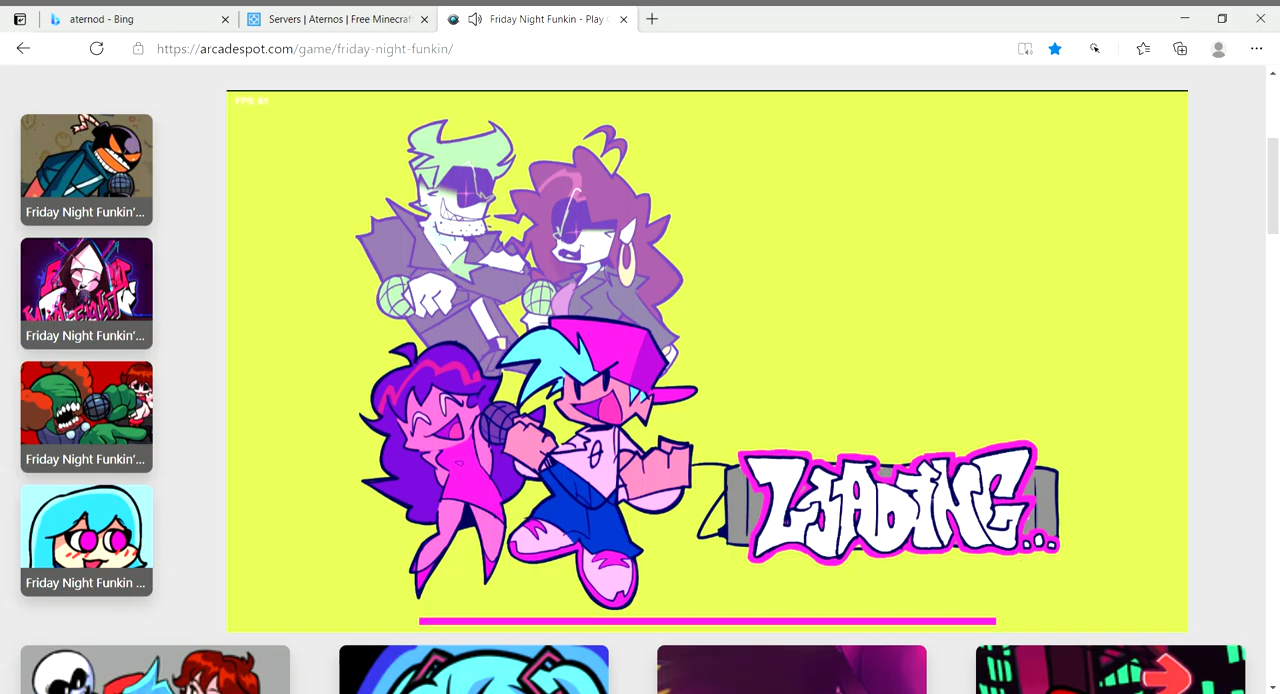 aternod - Bing
Servers | Aternos | Free Minecraf
Friday Night Funkin - Play
https://arcadespot.com/game/friday-night-funkin/
Friday Night Funkin’...
Friday Night Funkin’...
Friday Night Funkin’...
Friday Night Funkin ...
LOADING...